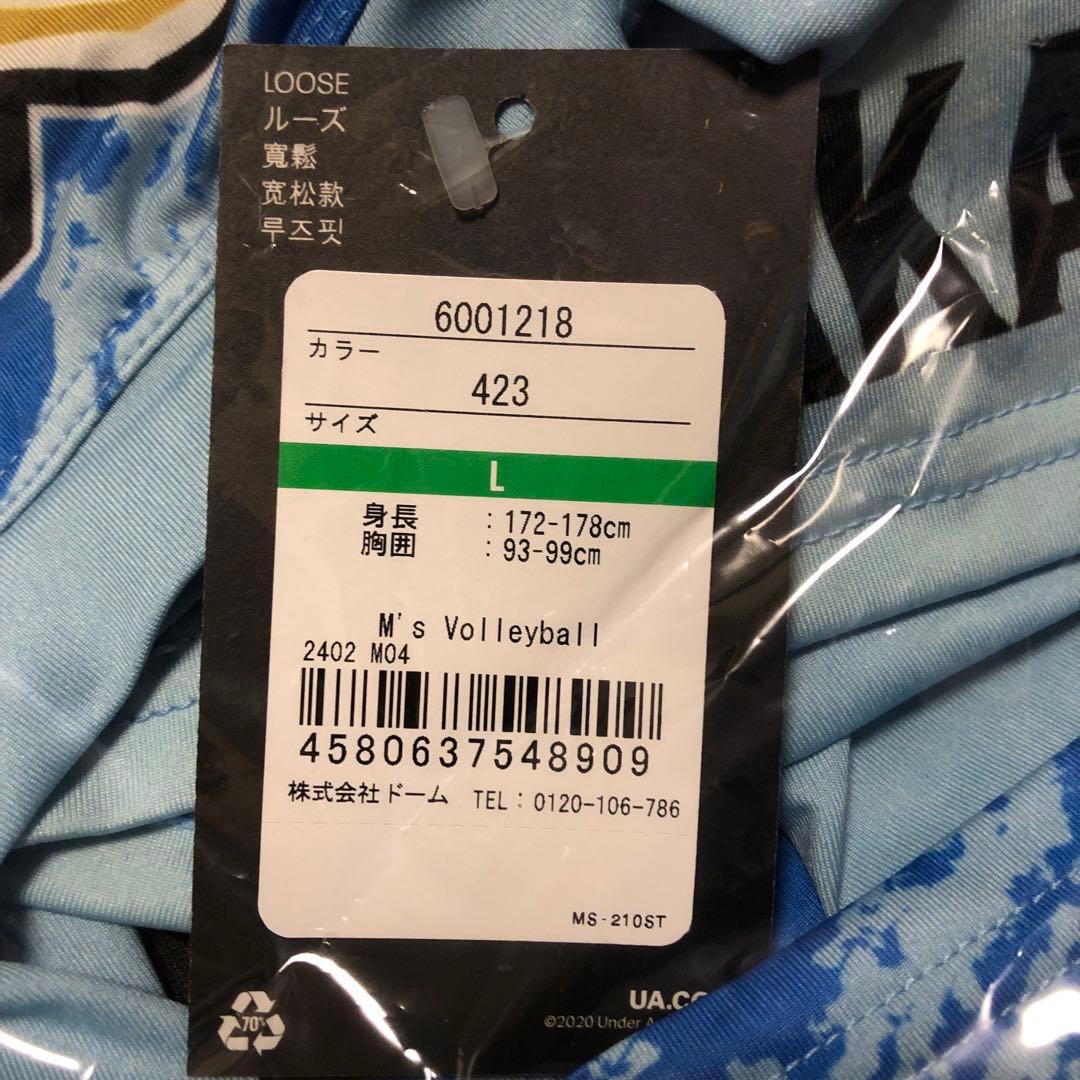 LOOSE
ルーズ
寬鬆
宽松款
루즈핏
6001218
カラー
423
サイズ
L
身長 : 172-178cm
胸囲 : 93-99cm
M's Volleyball
2402 M04
4580637548909
株式会社ドーム TEL: 0120-106-786
MS-210ST
70%
UA.CO
©2020 Under A
KA